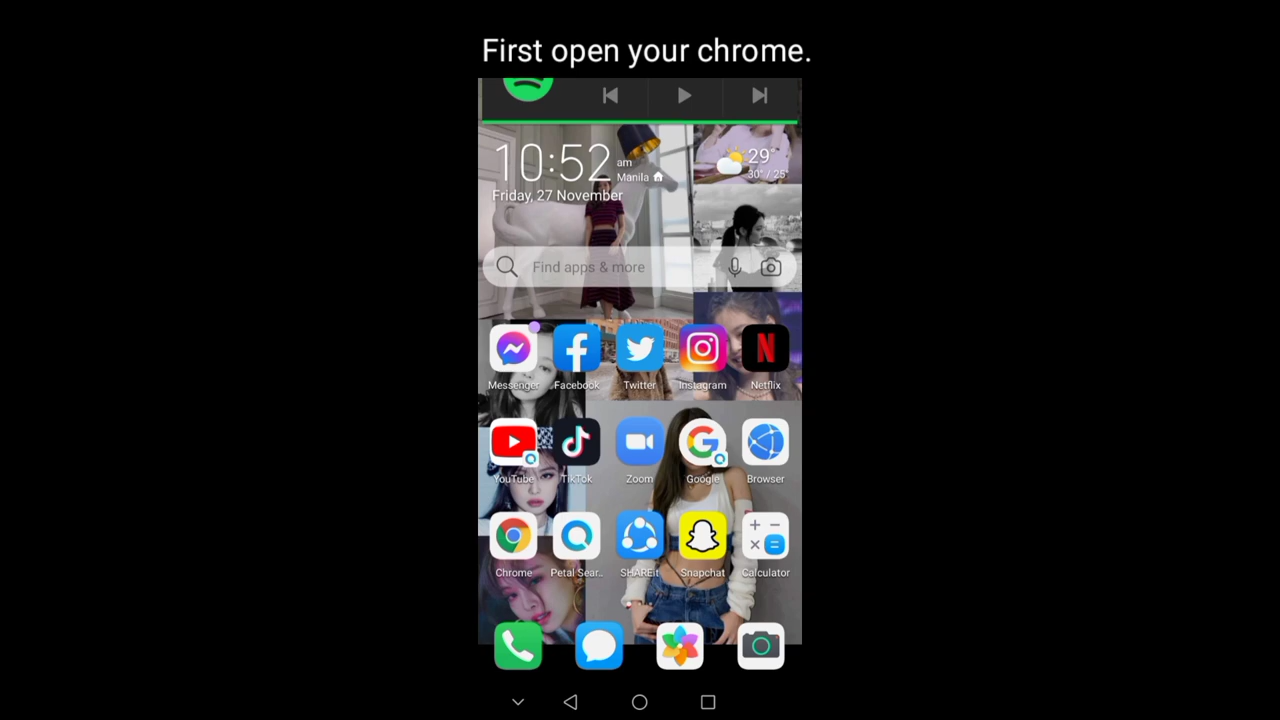 First open your chrome.
10:52 am
Manila
29°
30° / 25°
Friday, 27 November
Find apps & more
Messenger Facebook Twitter Instagram Netflix
YouTube TikTok Zoom Google Browser
Chrome Petal Sear.. SHAREit Snapchat Calculator